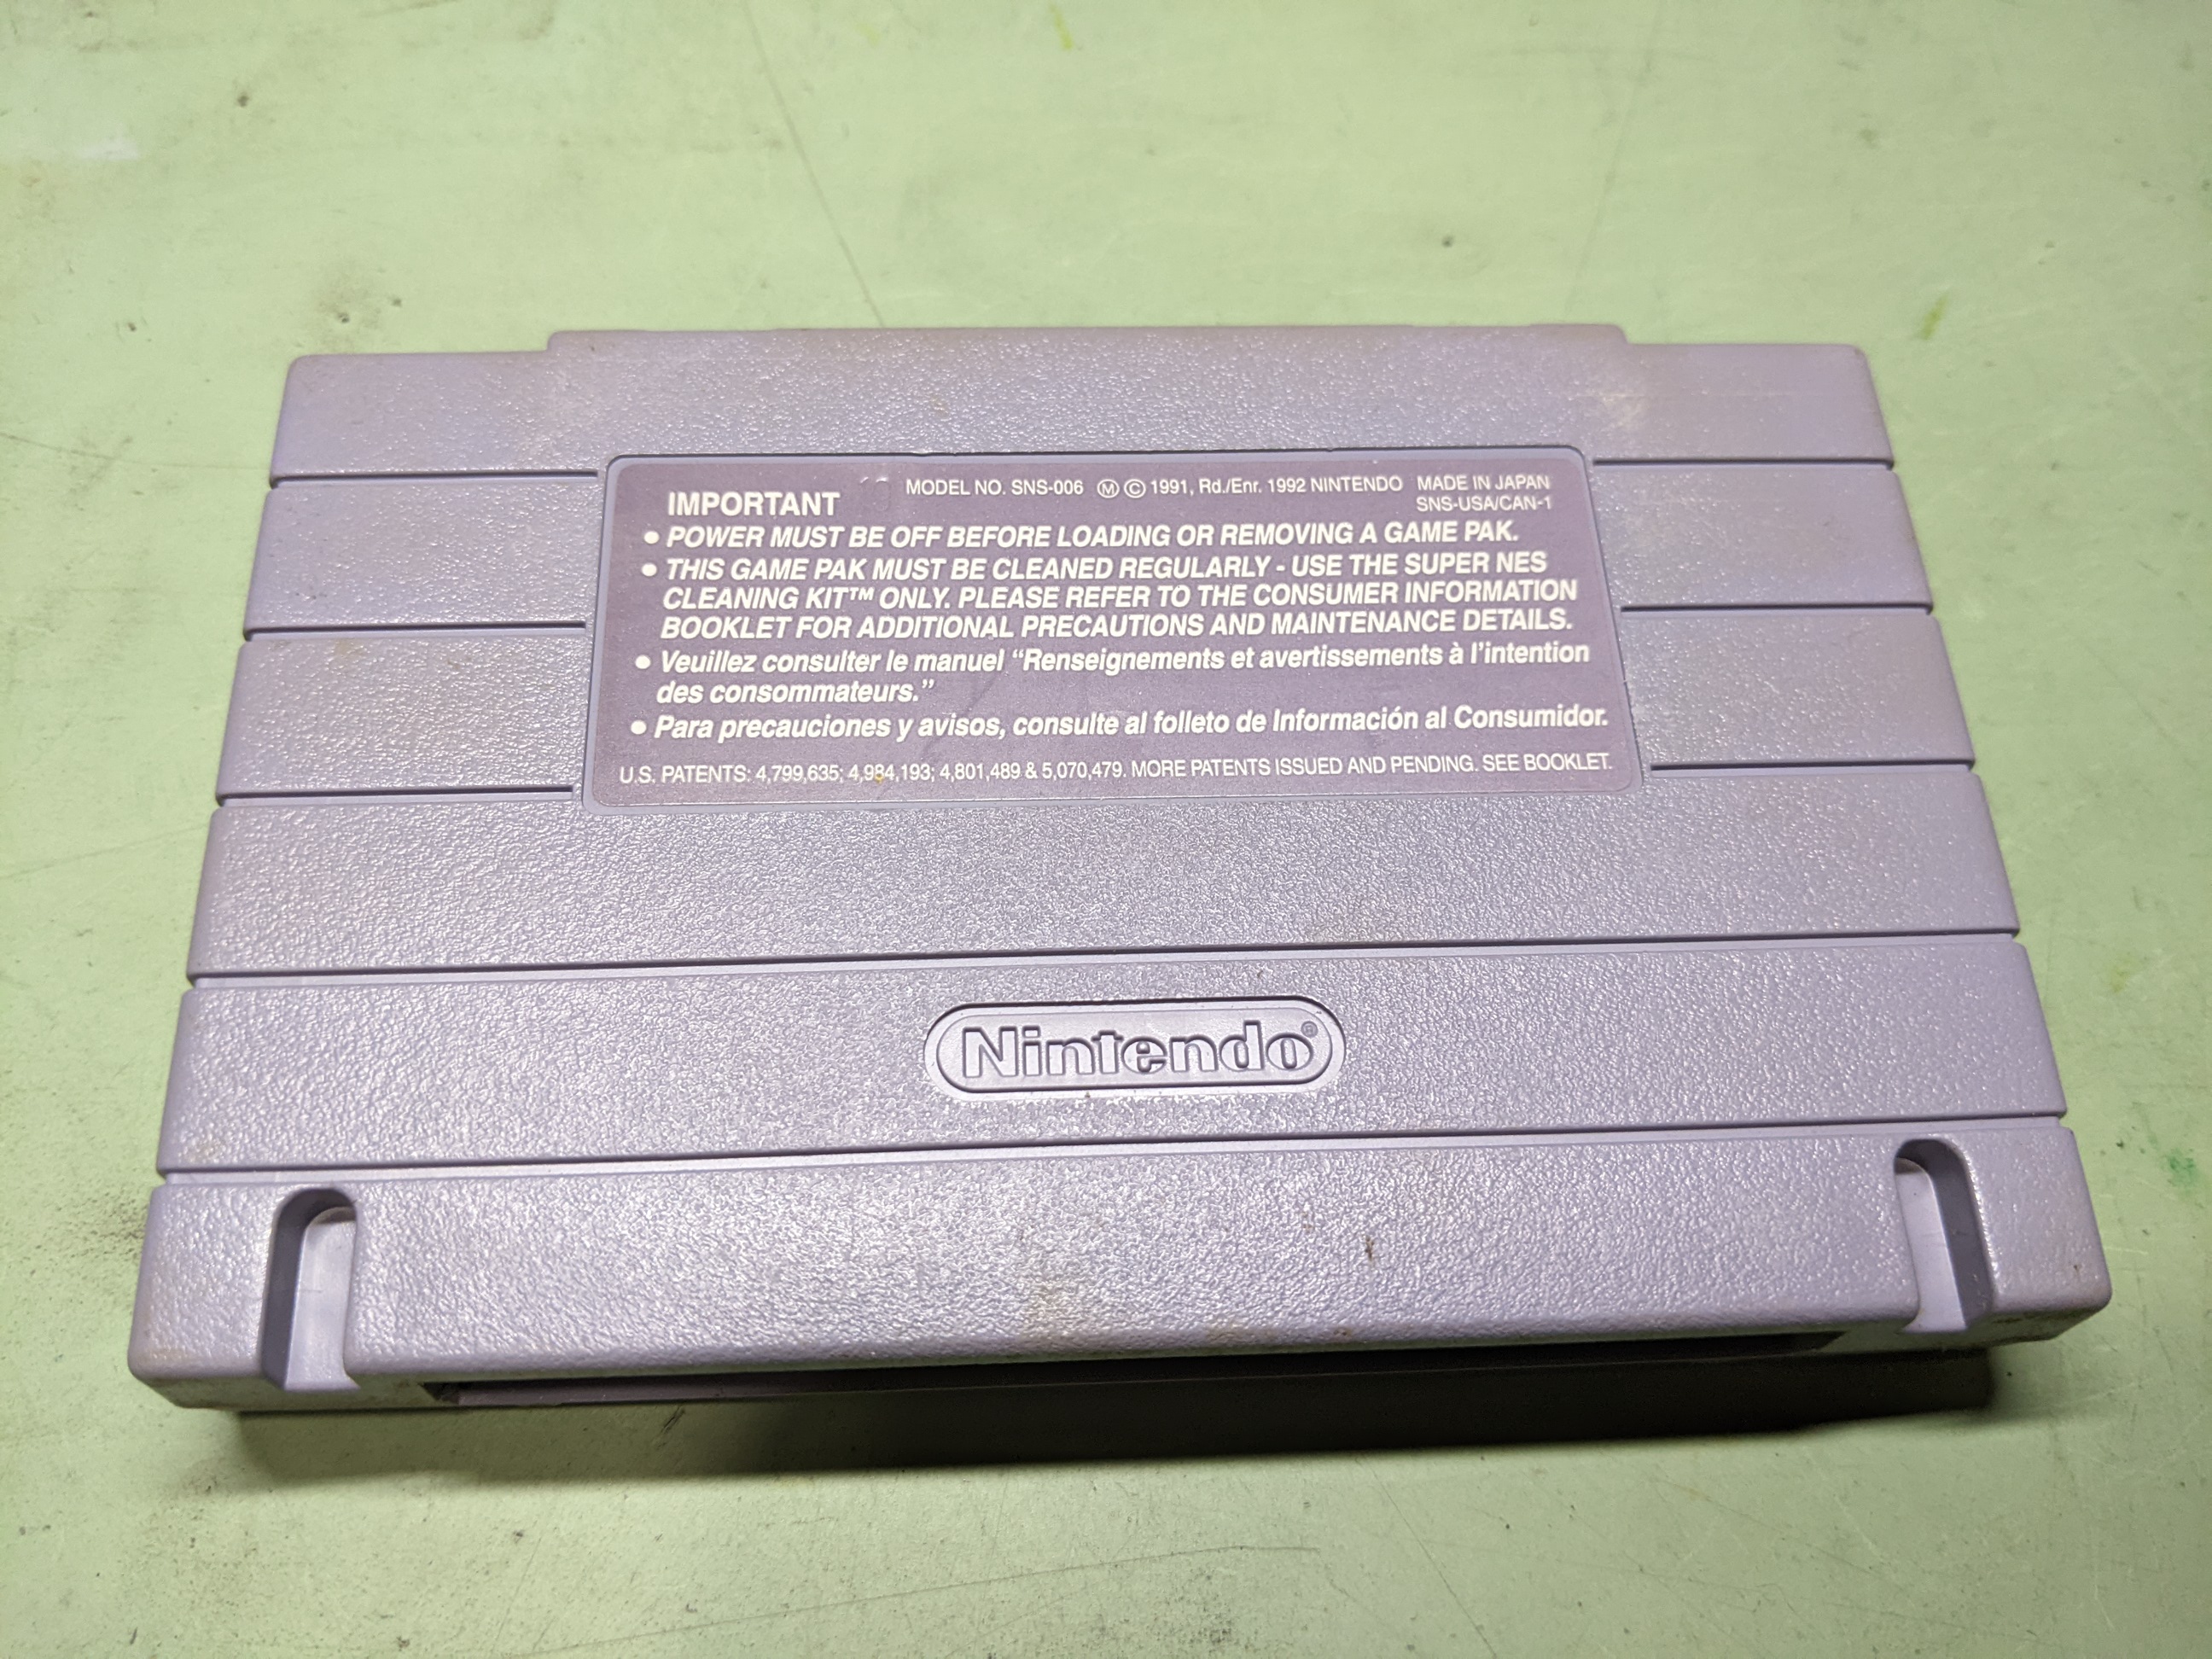 IMPORTANT
MODEL NO. SNS-006 Ⓜ © 1991, Rd./Enr. 1992 NINTENDO MADE IN JAPAN
SNS-USA/CAN-1
• POWER MUST BE OFF BEFORE LOADING OR REMOVING A GAME PAK.
• THIS GAME PAK MUST BE CLEANED REGULARLY - USE THE SUPER NES
CLEANING KIT™ ONLY. PLEASE REFER TO THE CONSUMER INFORMATION
BOOKLET FOR ADDITIONAL PRECAUTIONS AND MAINTENANCE DETAILS.
• Veuillez consulter le manuel “Renseignements et avertissements à l’intention
des consommateurs.”
• Para precauciones y avisos, consulte al folleto de Información al Consumidor.
U.S. PATENTS: 4,799,635; 4,984,193; 4,801,489 & 5,070,479. MORE PATENTS ISSUED AND PENDING. SEE BOOKLET.
Nintendo®